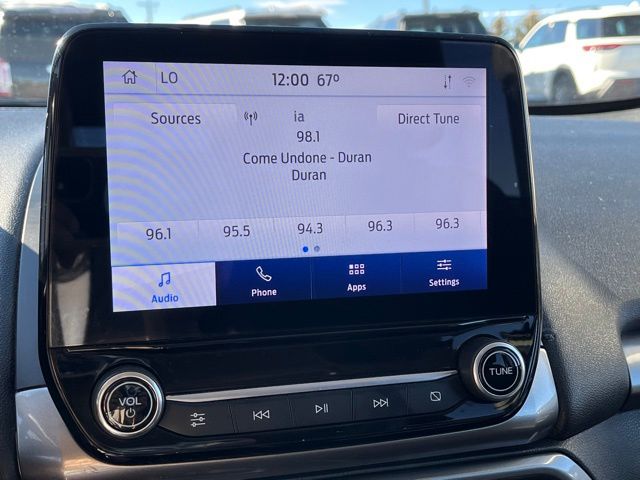 LO 12:00 67°
Sources ia Direct Tune
98.1
Come Undone - Duran
Duran
96.1 95.5 94.3 96.3 96.3
Audio Phone Apps Settings
VOL TUNE